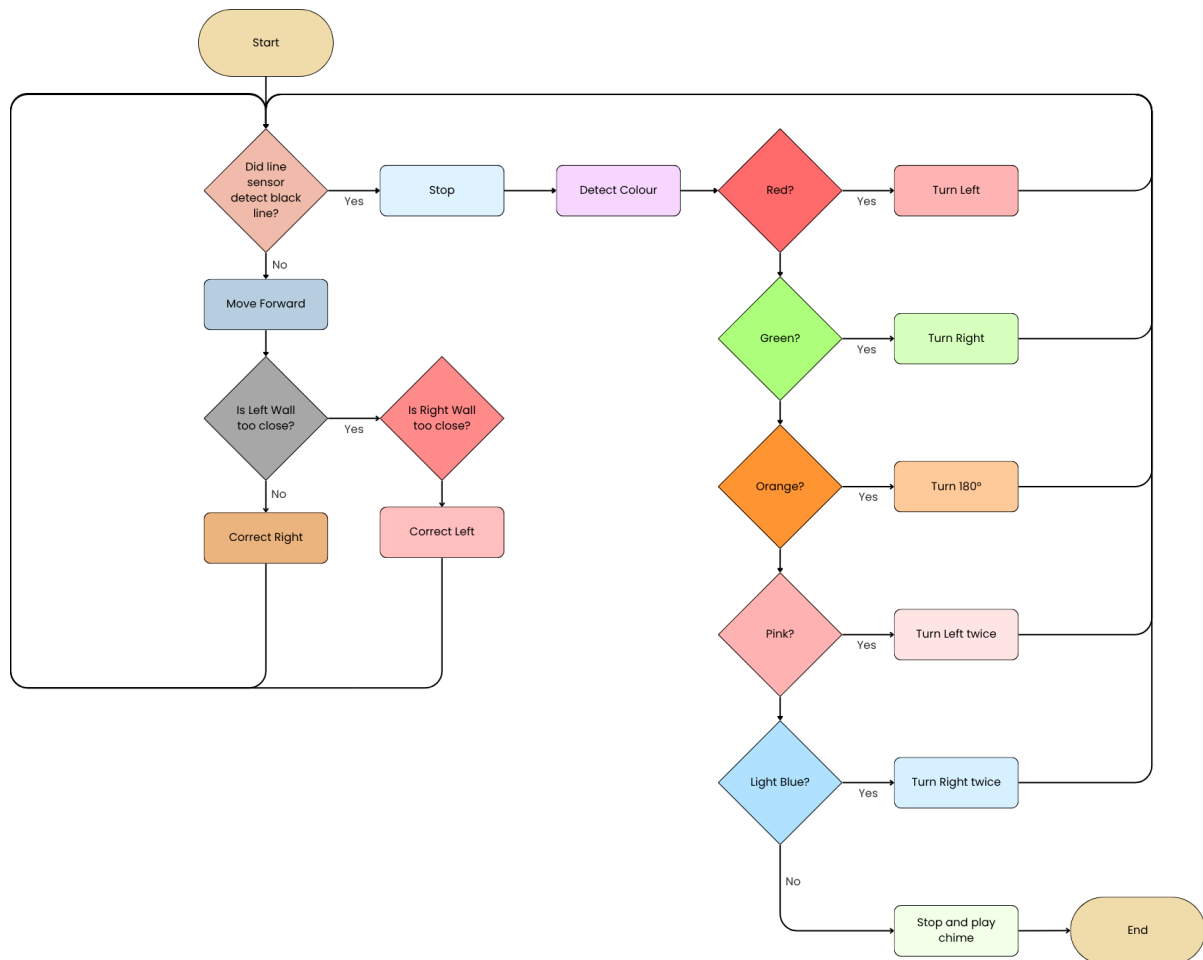 Start
Did line
sensor
detect black
line?
Yes
Stop
Detect Colour
Red?
Yes
Turn Left
No
Move Forward
Green?
Yes
Turn Right
Is Left Wall
too close?
Yes
Is Right Wall
too close?
No
Correct Right
Correct Left
Orange?
Yes
Turn 180°
Pink?
Yes
Turn Left twice
Light Blue?
Yes
Turn Right twice
No
Stop and play
chime
End